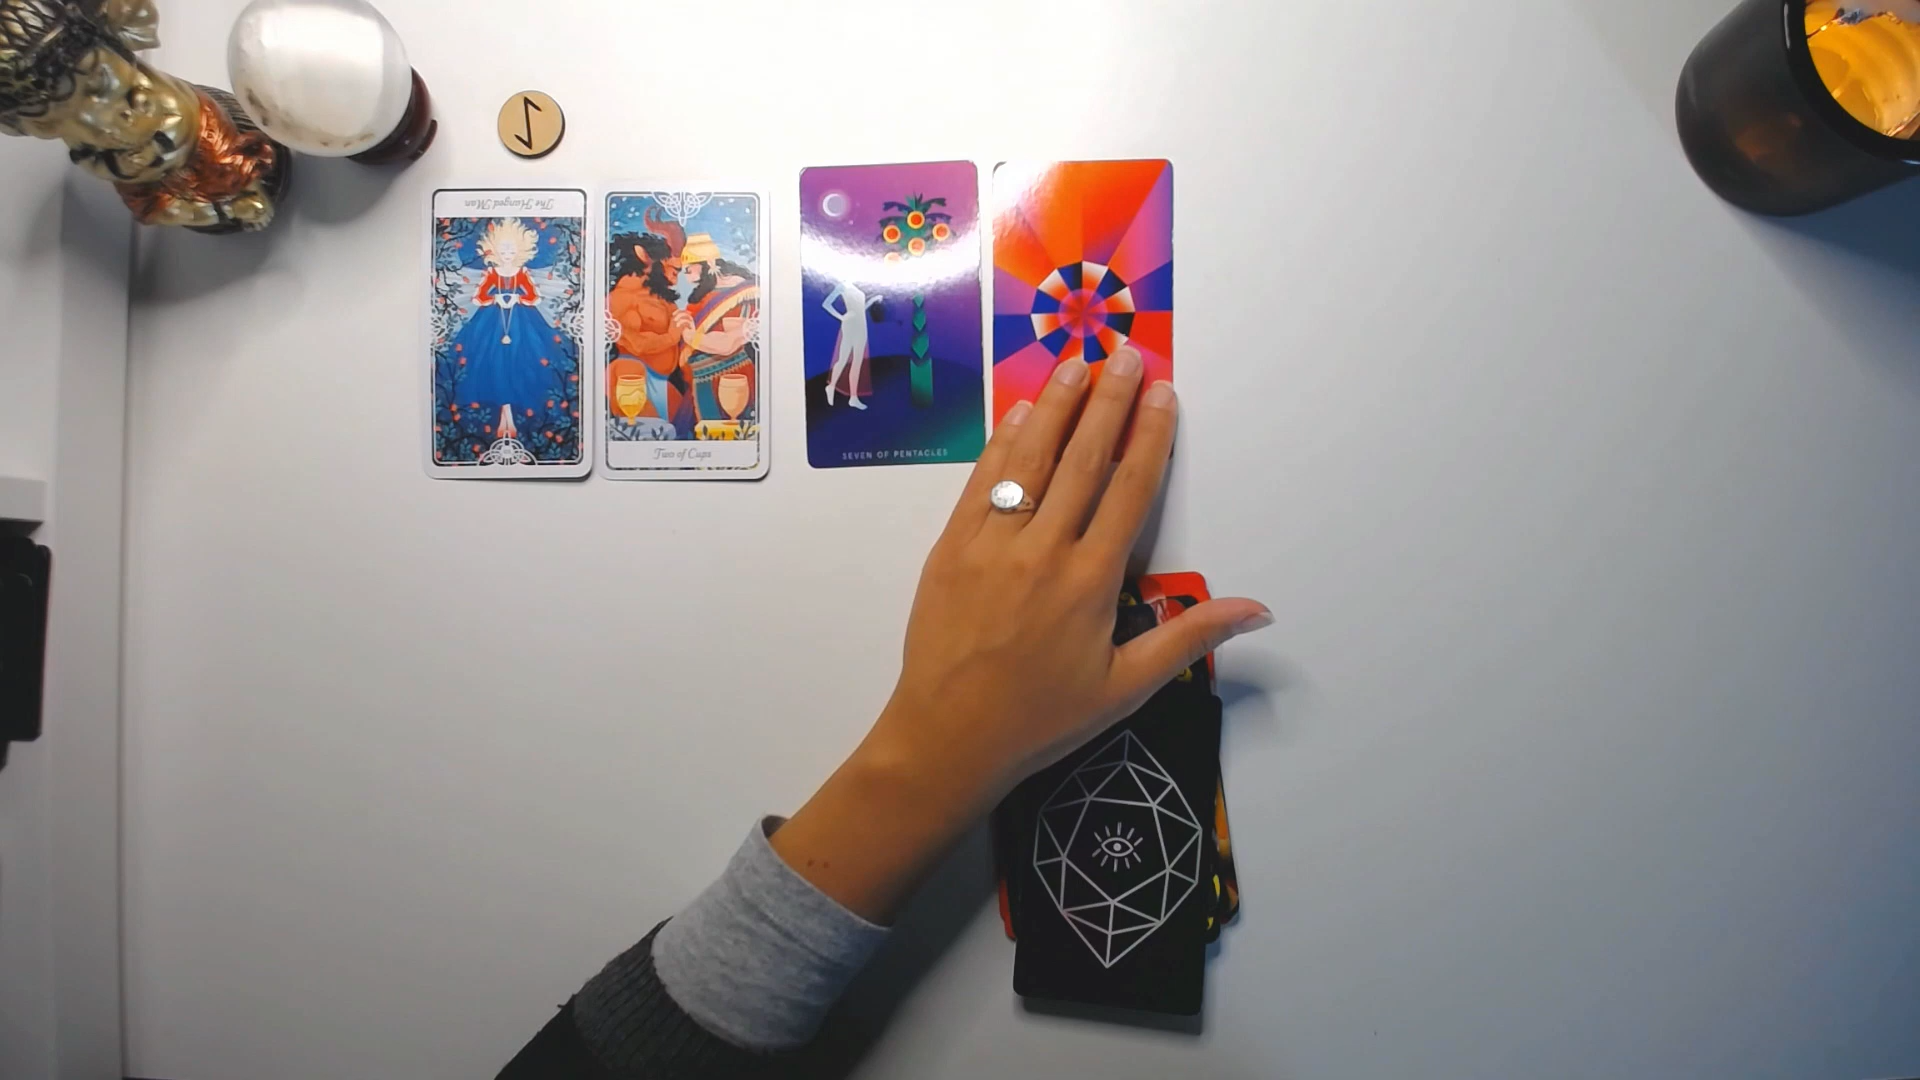 The Hanged Man
Two of Cups
SEVEN OF PENTACLES